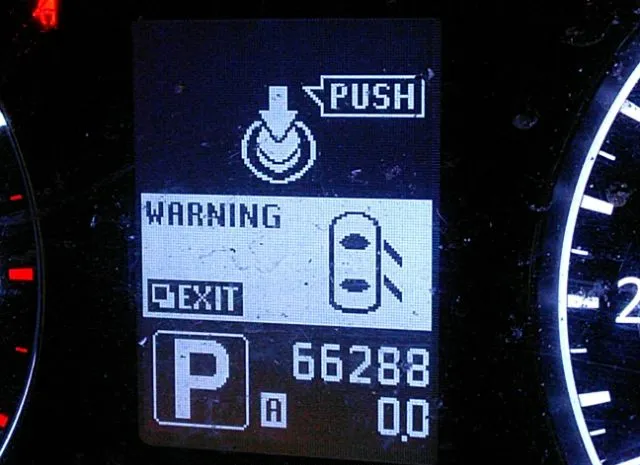 PUSH
WARNING
EXIT
P 66288
A 0.0
2